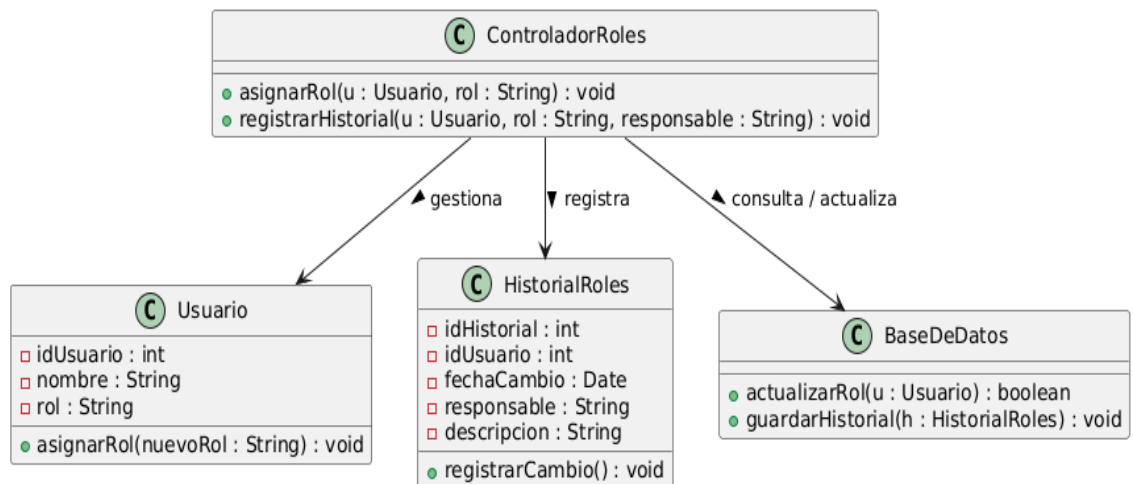 C ControladorRoles
asignarRol(u : Usuario, rol : String) : void
registrarHistorial(u : Usuario, rol : String, responsable : String) : void
gestiona
registra
consulta / actualiza
C Usuario
idUsuario : int
nombre : String
rol : String
asignarRol(nuevoRol : String) : void
C HistorialRoles
idHistorial : int
idUsuario : int
fechaCambio : Date
responsable : String
descripcion : String
registrarCambio() : void
C BaseDeDatos
actualizarRol(u : Usuario) : boolean
guardarHistorial(h : HistorialRoles) : void